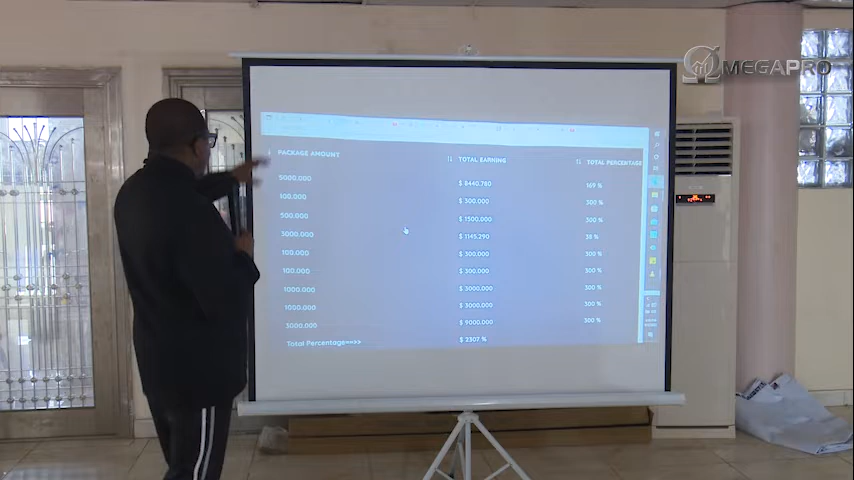 MEGAPRO
PACKAGE AMOUNT TOTAL EARNING TOTAL PERCENTAGE
5000.000 $ 8440.780 169 %
100.000 $ 300.000 300 %
500.000 $ 1500.000 300 %
3000.000 $ 1145.290 38 %
100.000 $ 300.000 300 %
100.000 $ 300.000 300 %
1000.000 $ 3000.000 300 %
1000.000 $ 3000.000 300 %
3000.000 $ 9000.000 300 %
Total Percentage==>> $ 2307 %